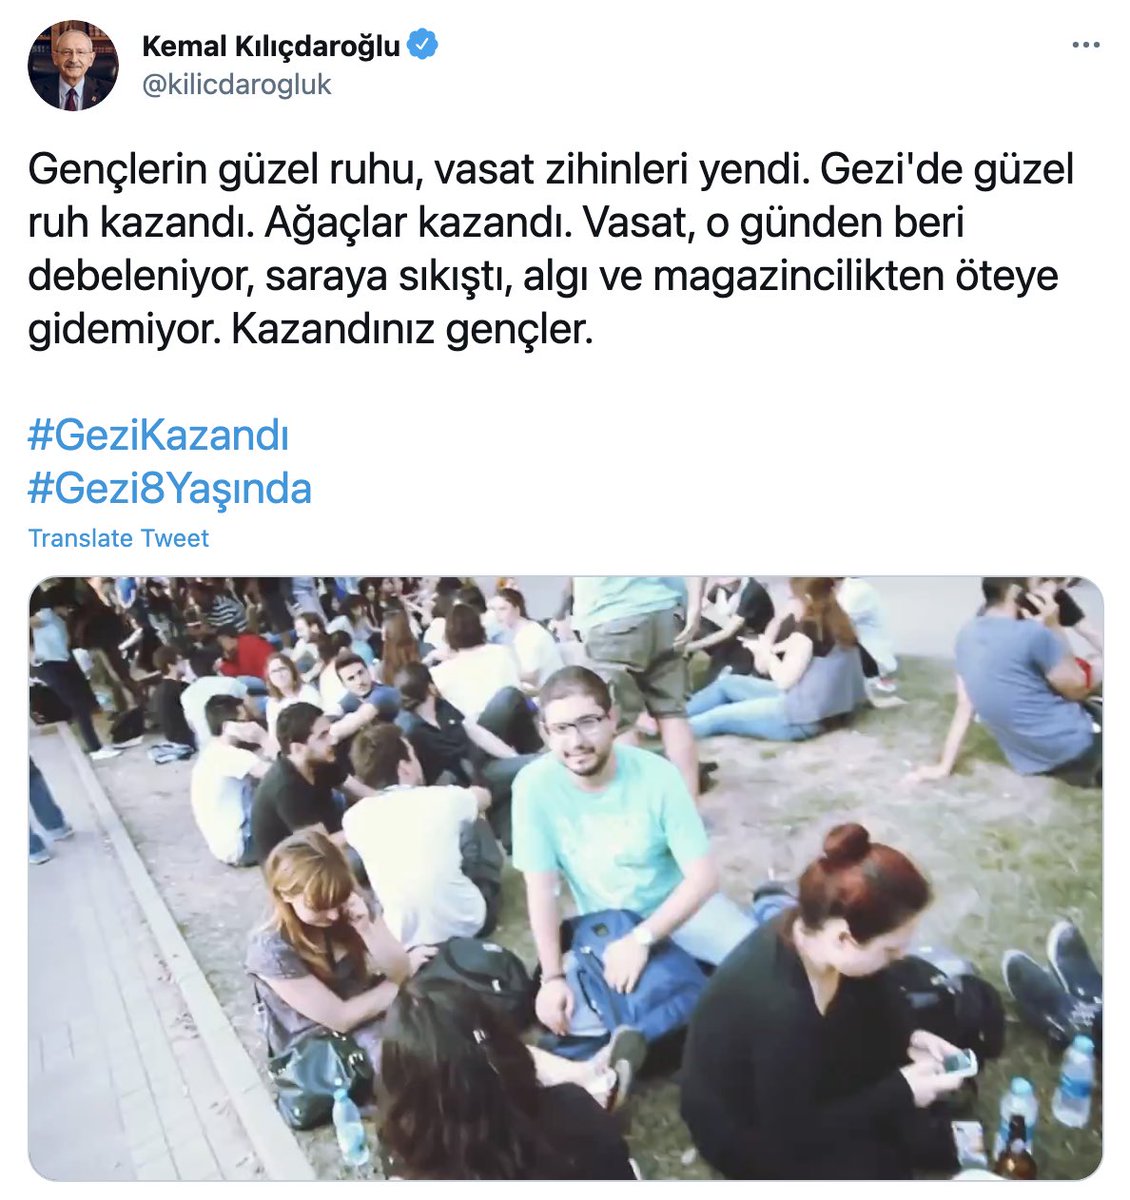 Kemal Kılıçdaroğlu
@kilicdarogluk
Gençlerin güzel ruhu, vasat zihinleri yendi. Gezi'de güzel
ruh kazandı. Ağaçlar kazandı. Vasat, o günden beri
debeleniyor, saraya sıkıştı, algı ve magazincilikten öteye
gidemiyor. Kazandınız gençler.
#GeziKazandı
#Gezi8Yaşında
Translate Tweet